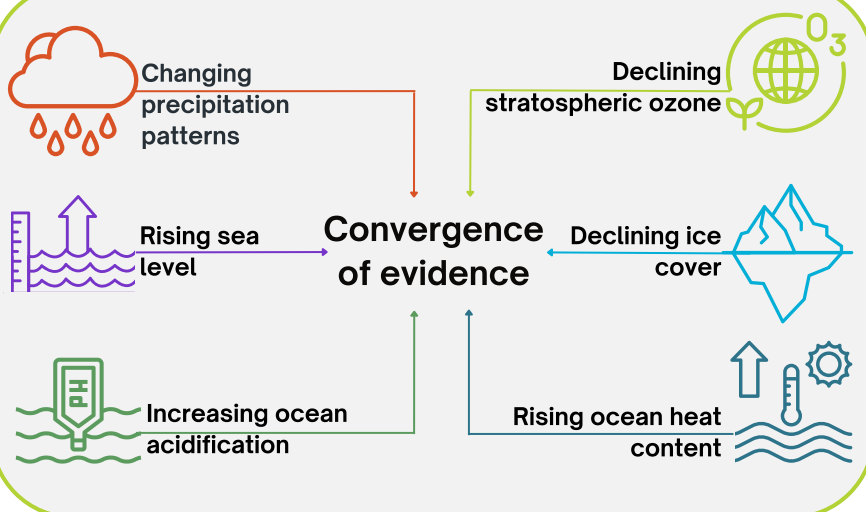 Changing
precipitation
patterns
Declining
stratospheric ozone
O3
Rising sea
level
Convergence
of evidence
Declining ice
cover
PH
Increasing ocean
acidification
Rising ocean heat
content